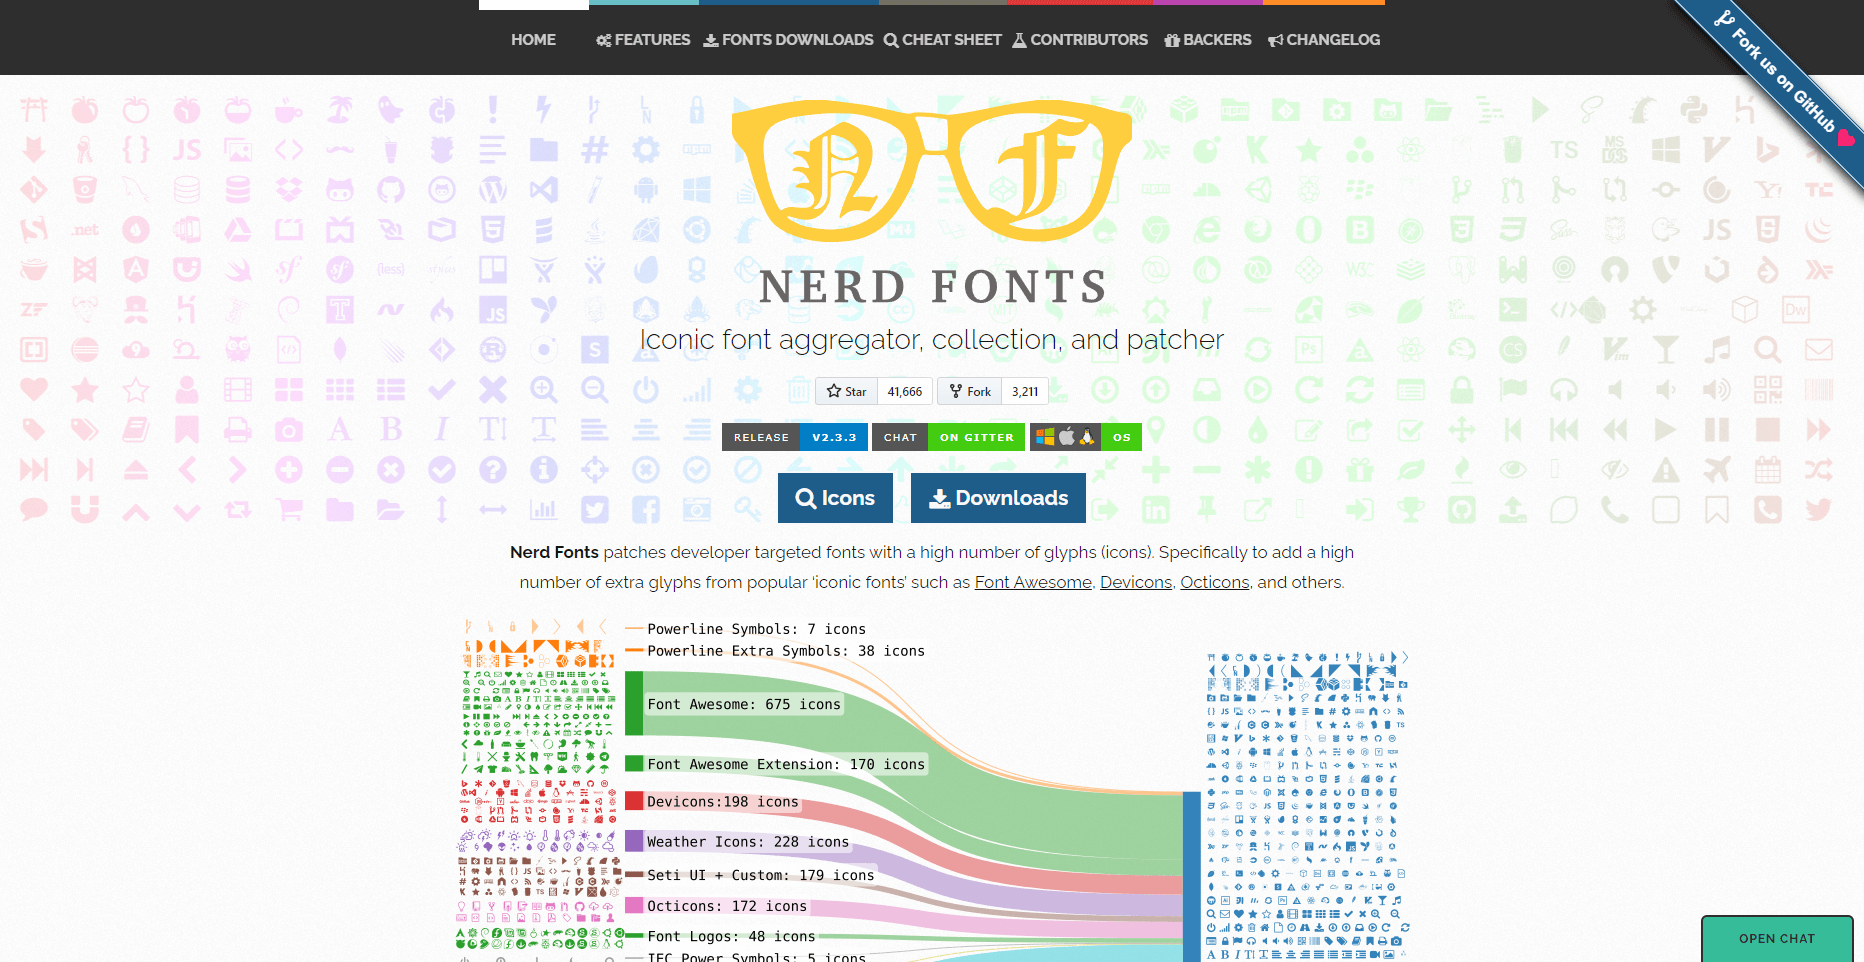 HOME FEATURES FONTS DOWNLOADS CHEAT SHEET CONTRIBUTORS BACKERS CHANGELOG
Fork us on GitHub
NF
NERD FONTS
Iconic font aggregator, collection, and patcher
Star 41,666 Fork 3,211
RELEASE V2.3.3 CHAT ON GITTER OS
Icons Downloads
Nerd Fonts patches developer targeted fonts with a high number of glyphs (icons). Specifically to add a high
number of extra glyphs from popular ‘iconic fonts’ such as Font Awesome, Devicons, Octicons, and others.
Powerline Symbols: 7 icons
Powerline Extra Symbols: 38 icons
Font Awesome: 675 icons
Font Awesome Extension: 170 icons
Devicons:198 icons
Weather Icons: 228 icons
Seti UI + Custom: 179 icons
Octicons: 172 icons
Font Logos: 48 icons
IEC Power Symbols: 5 icons
OPEN CHAT